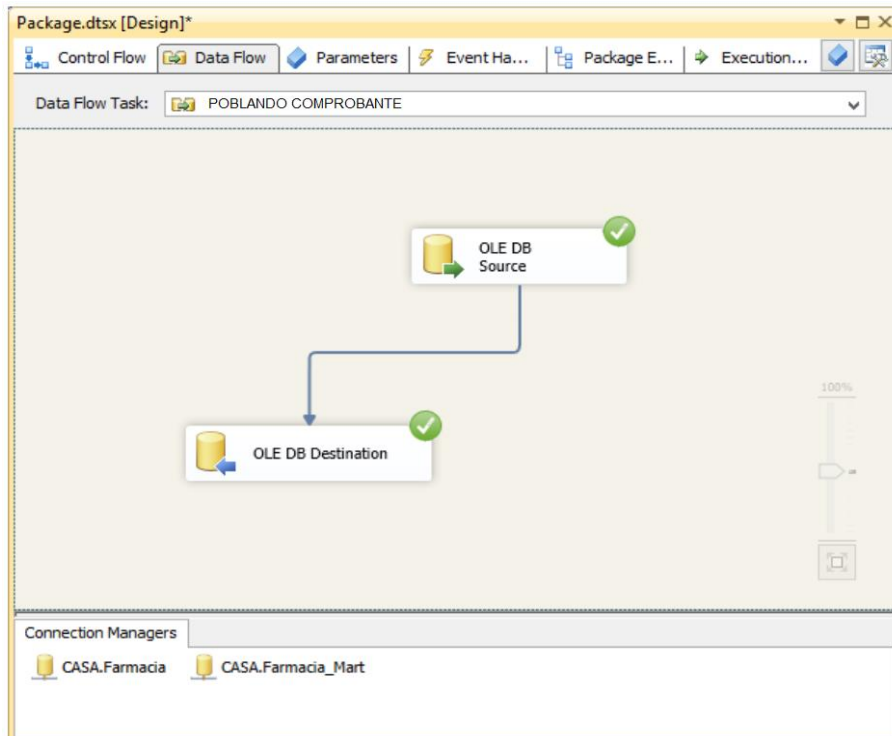 Package.dtsx [Design]*
Control Flow Data Flow Parameters Event Ha... Package E... Execution...
Data Flow Task: POBLANDO COMPROBANTE
OLE DB
Source
100%
OLE DB Destination
Connection Managers
CASA.Farmacia CASA.Farmacia_Mart